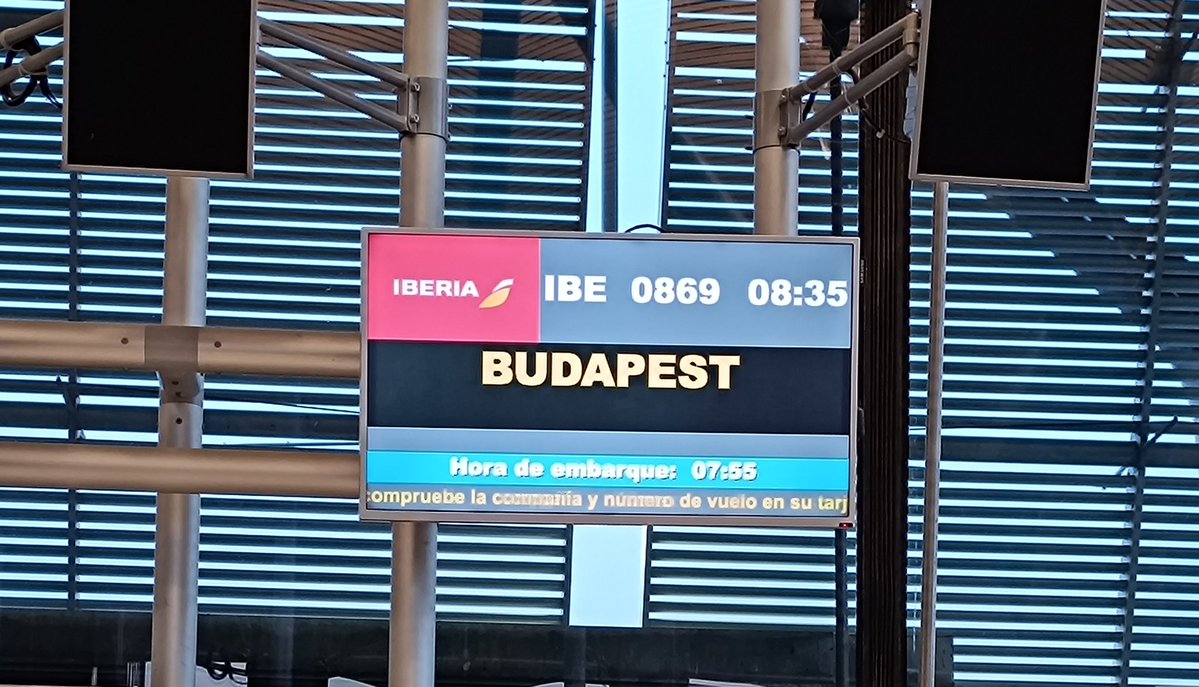 IBERIA IBE 0869 08:35
BUDAPEST
Hora de embarque: 07:55
compruebe la compañía y número de vuelo en su tarj